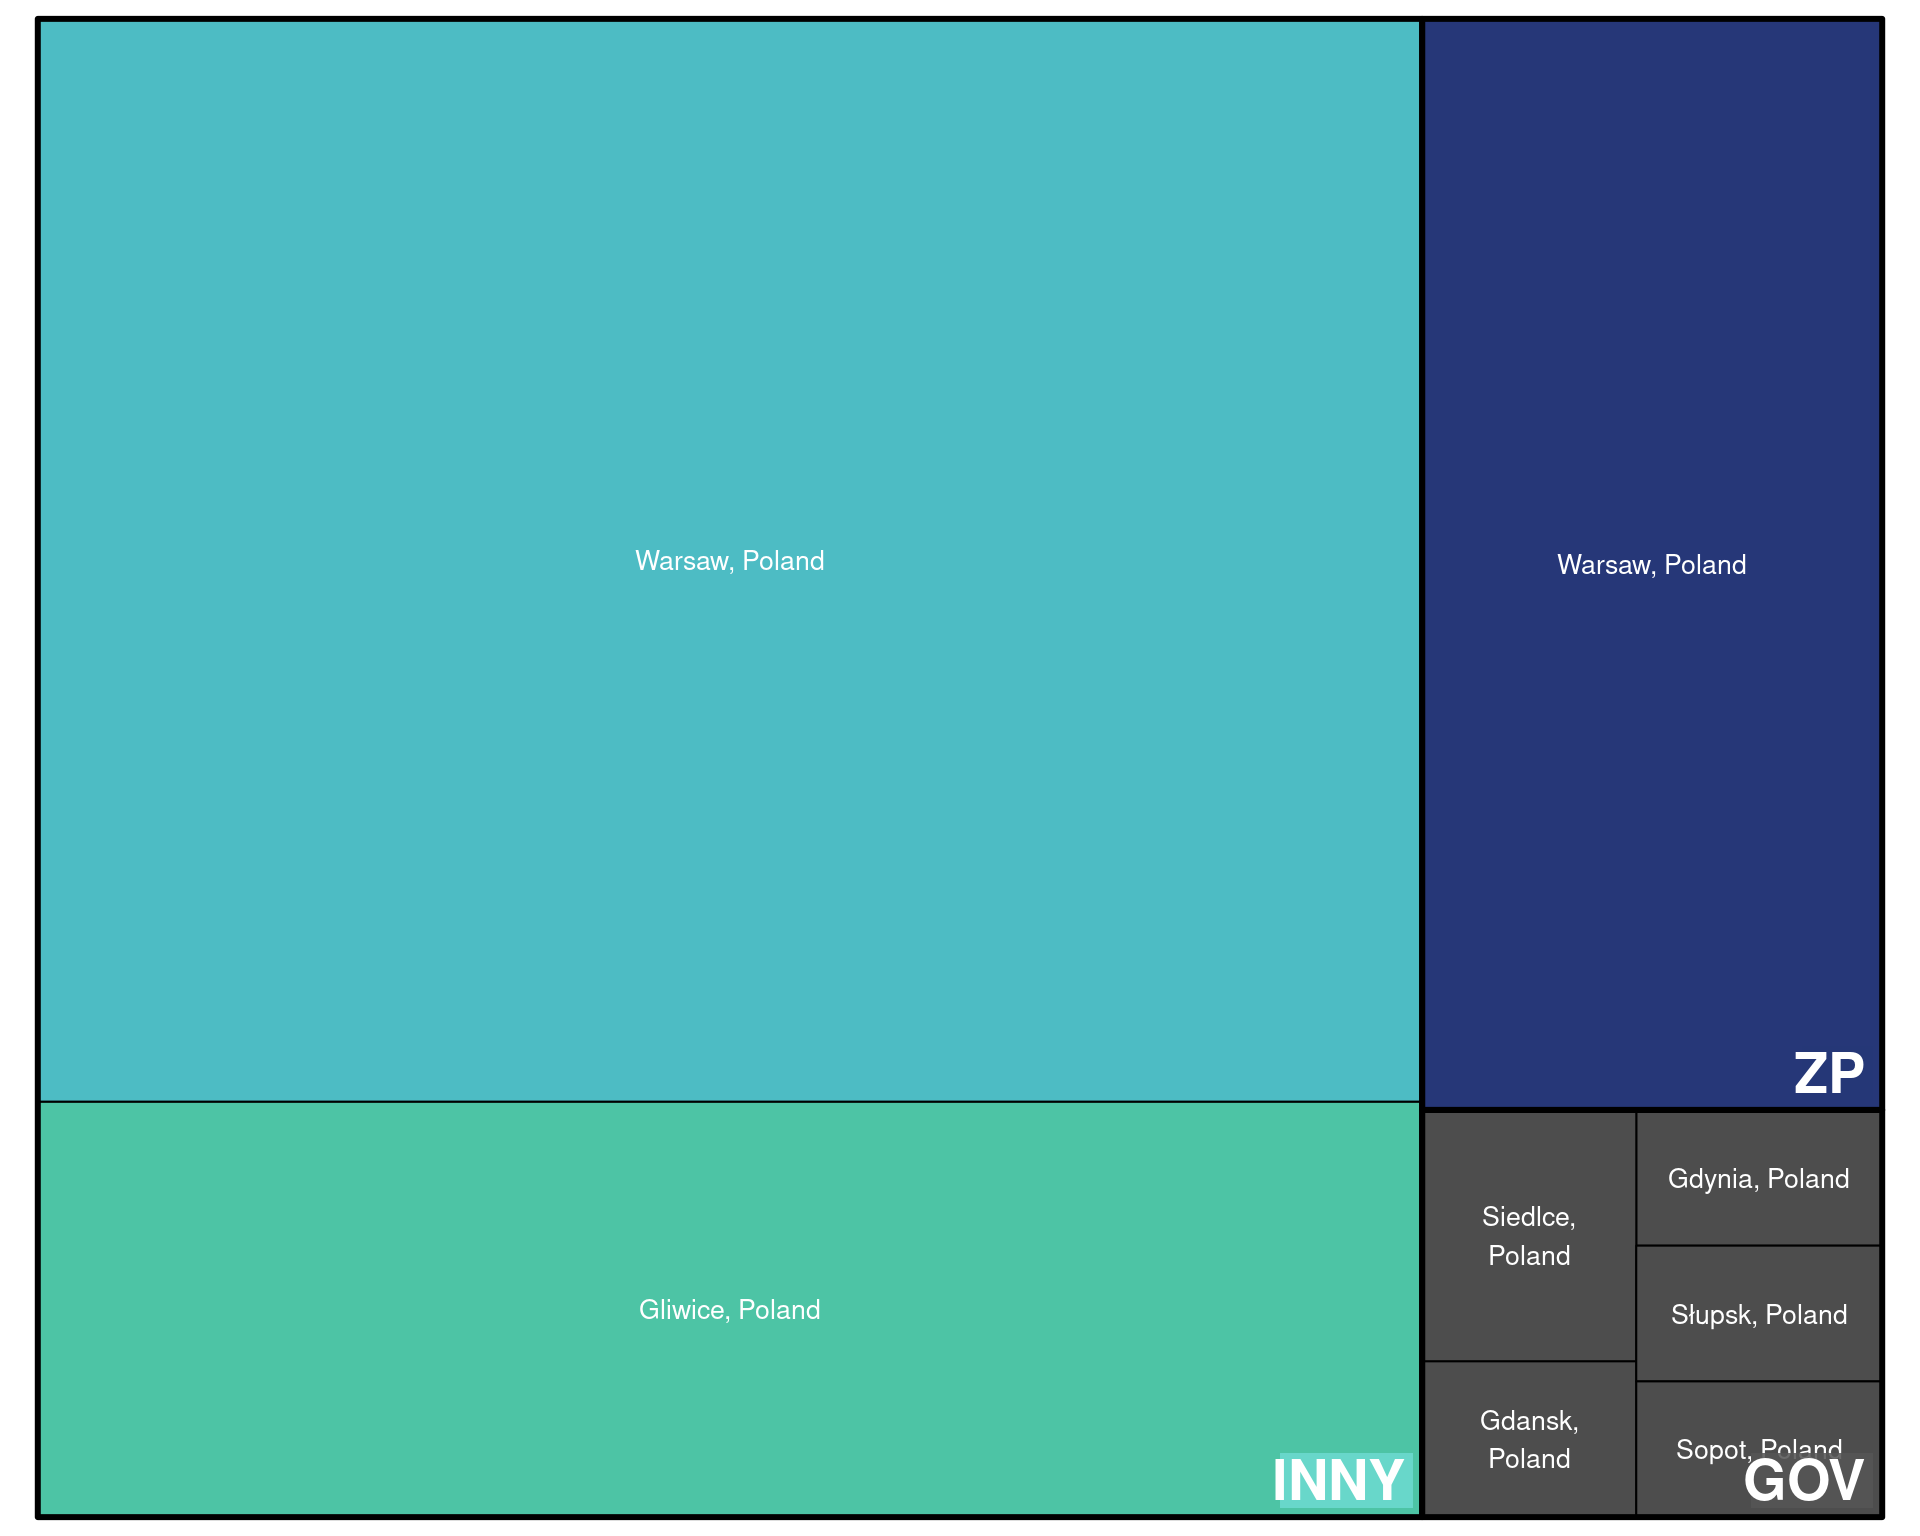 Warsaw, Poland
Gliwice, Poland
INNY
Warsaw, Poland
ZP
Siedlce,
Poland
Gdansk,
Poland
Gdynia, Poland
Słupsk, Poland
Sopot, Poland
GOV